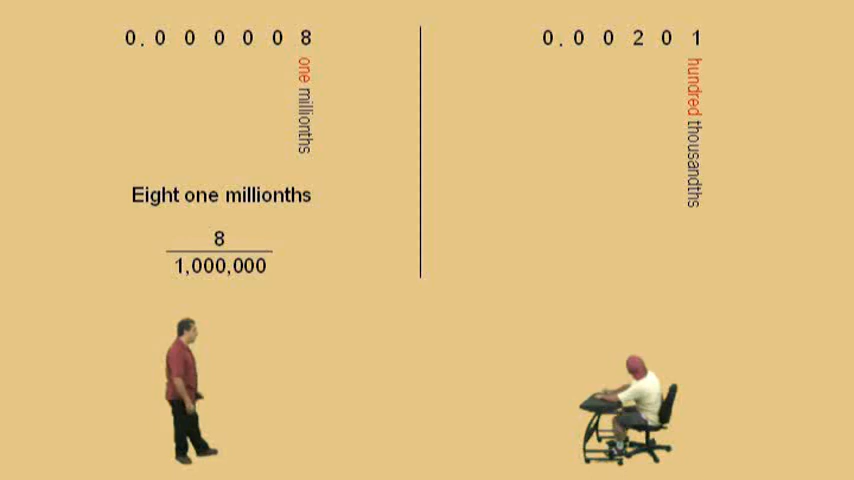 0.000008
one millionths
Eight one millionths
8
1,000,000
0.00201
hundred thousandths